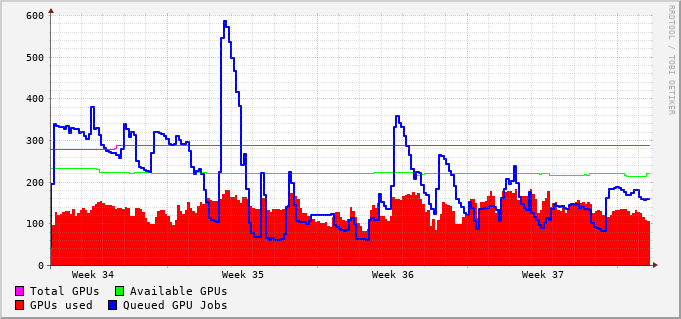 RRDTOOL / TOBI OETIKER
600
500
400
300
200
100
0
Week 34 Week 35 Week 36 Week 37
Total GPUs Available GPUs
GPUs used Queued GPU Jobs